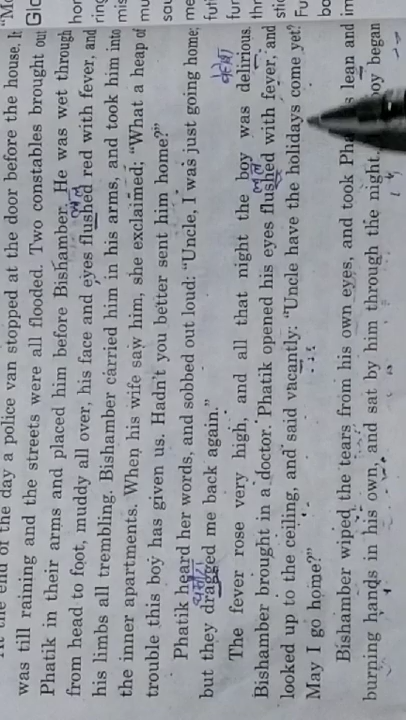 the end of the day a police van stopped at the door before the house. It
was till raining and the streets were all flooded. Two constables brought out
Phatik in their arms and placed him before Bishamber. He was wet through
from head to foot, muddy all over, his face and eyes flushed red with fever, and
his limbs all trembling. Bishamber carried him in his arms, and took him into
the inner apartments. When his wife saw him, she exclaimed; “What a heap of
trouble this boy has given us. Hadn't you better sent him home?”
Phatik heard her words, and sobbed out loud: “Uncle, I was just going home;
but they dragged me back again.”
The fever rose very high, and all that night the boy was delirious.
Bishamber brought in a doctor. Phatik opened his eyes flushed with fever, and
looked up to the ceiling, and said vacantly: “Uncle have the holidays come yet?
May I go home?”
Bishamber wiped the tears from his own eyes, and took lean and
burning hands in his own, and sat by him through the night. boy began